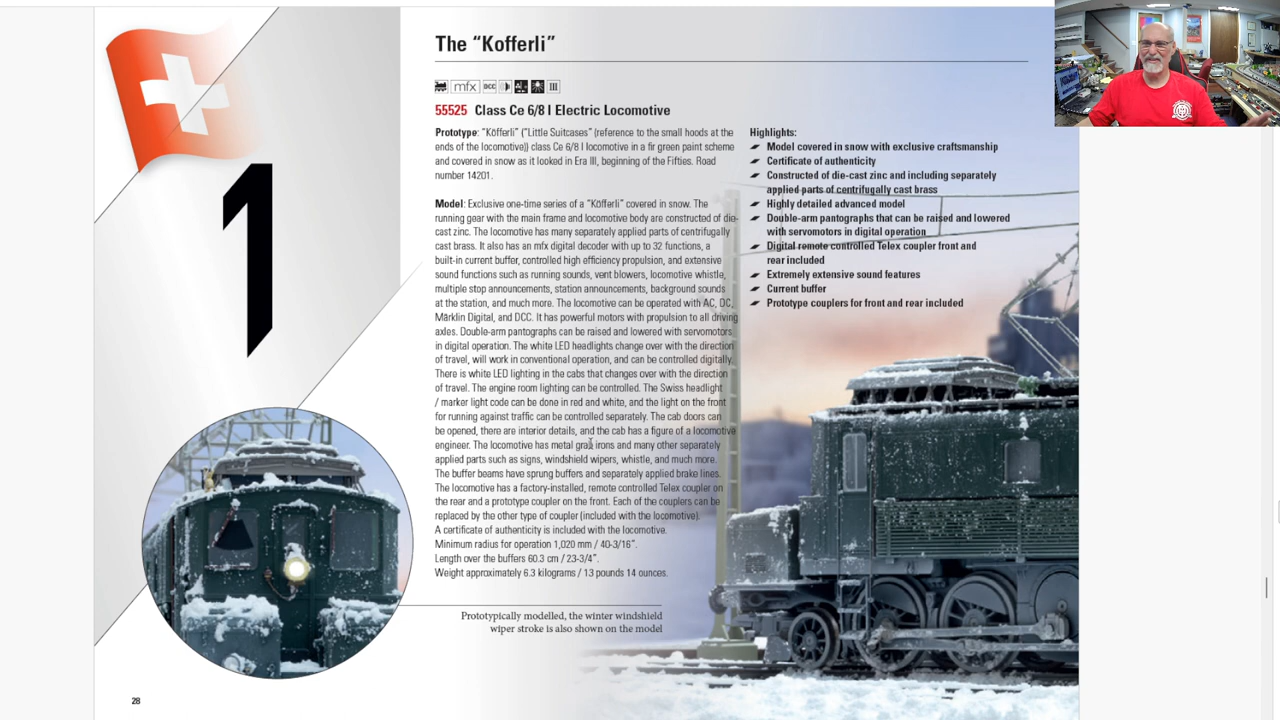 1
The “Kofferli”
mfx DCC III
55525 Class Ce 6/8 I Electric Locomotive
Prototype: “Köfferli” (“Little Suitcases” (reference to the small hoods at the
ends of the locomotive)) class Ce 6/8 I locomotive in a fir green paint scheme
and covered in snow as it looked in Era III, beginning of the Fifties. Road
number 14201.
Model: Exclusive one-time series of a “Köfferli” covered in snow. The
running gear with the main frame and locomotive body are constructed of die-
cast zinc. The locomotive has many separately applied parts of centrifugally
cast brass. It also has an mfx digital decoder with up to 32 functions, a
built-in current buffer, controlled high efficiency propulsion, and extensive
sound functions such as running sounds, vent blowers, locomotive whistle,
multiple stop announcements, station announcements, background sounds
at the station, and much more. The locomotive can be operated with AC, DC,
Märklin Digital, and DCC. It has powerful motors with propulsion to all driving
axles. Double-arm pantographs can be raised and lowered with servomotors
in digital operation. The white LED headlights change over with the direction
of travel, will work in conventional operation, and can be controlled digitally.
There is white LED lighting in the cabs that changes over with the direction
of travel. The engine room lighting can be controlled. The Swiss headlight
/ marker light code can be done in red and white, and the light on the front
for running against traffic can be controlled separately. The cab doors can
be opened, there are interior details, and the cab has a figure of a locomotive
engineer. The locomotive has metal grab irons and many other separately
applied parts such as signs, windshield wipers, whistle, and much more.
The buffer beams have sprung buffers and separately applied brake lines.
The locomotive has a factory-installed, remote controlled Telex coupler on
the rear and a prototype coupler on the front. Each of the couplers can be
replaced by the other type of coupler (included with the locomotive).
A certificate of authenticity is included with the locomotive.
Minimum radius for operation 1,020 mm / 40-3/16”.
Length over the buffers 60.3 cm / 23-3/4”.
Weight approximately 6.3 kilograms / 13 pounds 14 ounces.
Highlights:
Model covered in snow with exclusive craftsmanship
Certificate of authenticity
Constructed of die-cast zinc and including separately
applied parts of centrifugally cast brass
Highly detailed advanced model
Double-arm pantographs that can be raised and lowered
with servomotors in digital operation
Digital remote controlled Telex coupler front and
rear included
Extremely extensive sound features
Current buffer
Prototype couplers for front and rear included
Prototypically modelled, the winter windshield
wiper stroke is also shown on the model
28